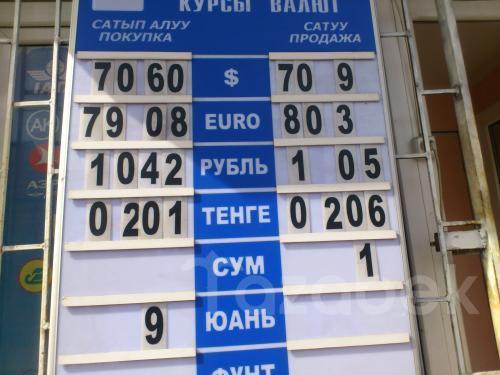 КУРСЫ ВАЛЮТ
САТЫП АЛУУ САТУУ
ПОКУПКА ПРОДАЖА
70 60 $ 70 9
79 08 EURO 80 3
1 042 РУБЛЬ 1 05
0 201 ТЕНГЕ 0 206
СУМ 1
9 ЮАНЬ
ФУНТ